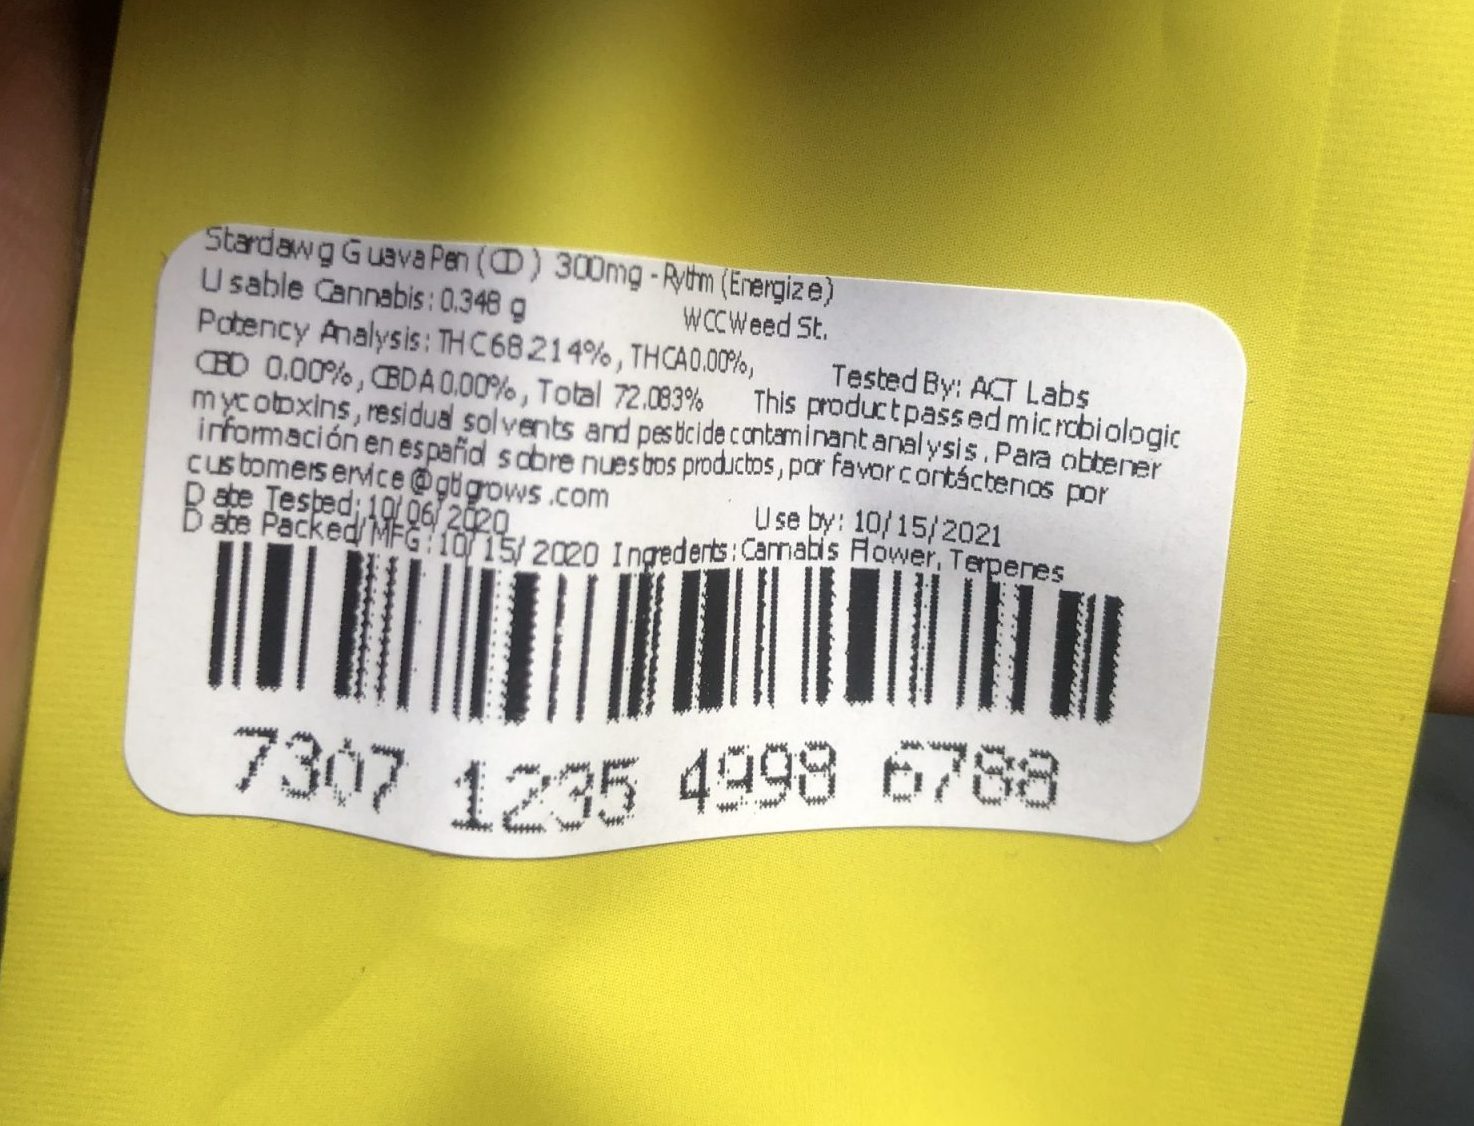 Stardawg Guava Pen (CD) 300mg - Rythm (Energize)
Usable Cannabis: 0.348 g WCCWeed St.
Potency Analysis: THC68.214%, THCA0.00%, Tested By: ACT Labs
CBD 0.00%, CBDA0.00%, Total 72.083% This product passed microbiologic
mycotoxins, residual solvents and pesticide contaminant analysis. Para obtener
información en español sobre nuestros productos, por favor contáctenos por
customerservice@gtigrows.com
Date Tested: 10/06/2020 Use by: 10/15/2021
Date Packed/MFG: 10/15/2020 Ingredients: Cannabis Flower, Terpenes
7307 1235 4998 6788